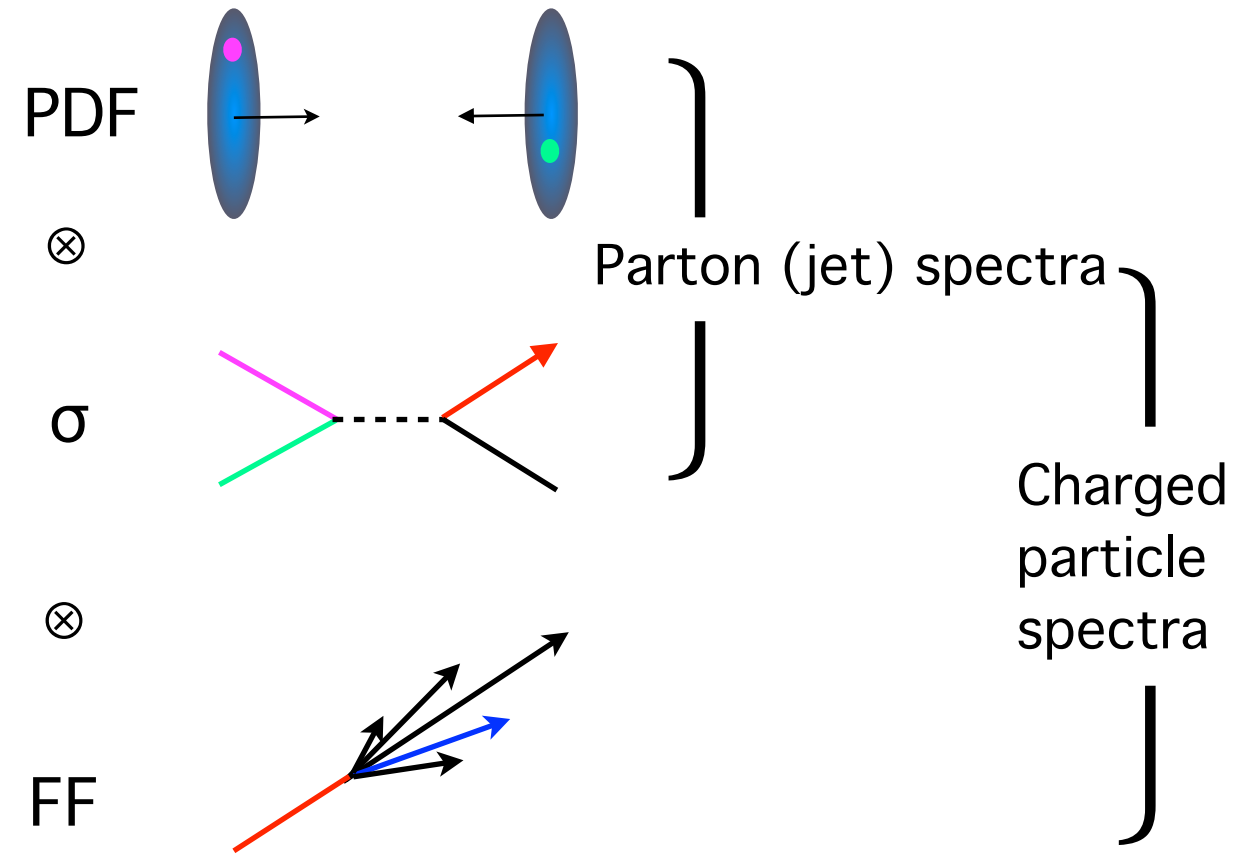 PDF
⊗
Parton (jet) spectra
σ
Charged
particle
spectra
⊗
FF